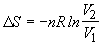 ΔS = −nR ln V₂/V₁